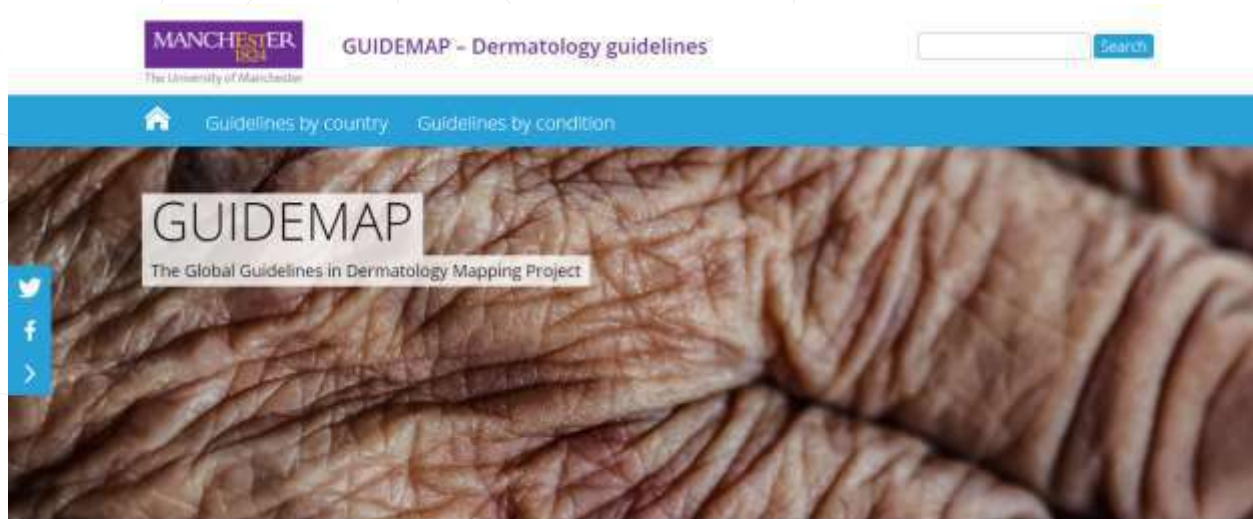 MANCHESTER
1824
The University of Manchester
GUIDEMAP – Dermatology guidelines
Search
Guidelines by country
Guidelines by condition
GUIDEMAP
The Global Guidelines in Dermatology Mapping Project